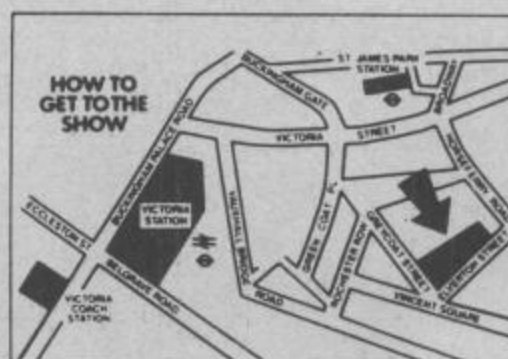 HOW TO
GET TO THE
SHOW
ST JAMES PARK
STATION
BUCKINGHAM GATE
BROADWAY
BUCKINGHAM PALACE ROAD
VICTORIA STREET
HORSEFERRY ROAD
ECCLESTON ST
VICTORIA
STATION
VAUXHALL BRIDGE
ROAD
GREEN COAT PL
ROCHESTER ROW
GREYCOAT STREET
ELVERTON STREET
VINCENT SQUARE
BELGRAVE ROAD
VICTORIA
COACH
STATION